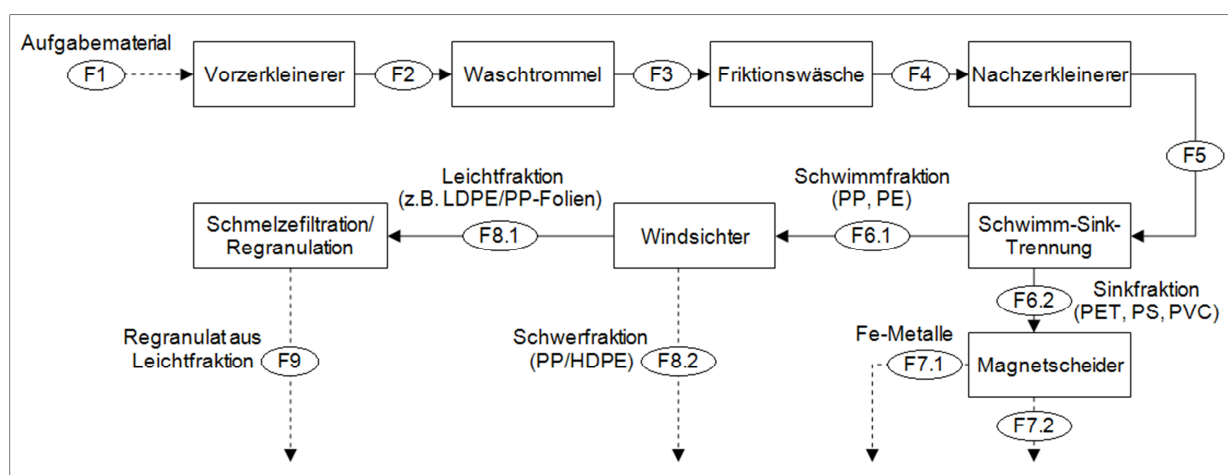 Aufgabematerial
F1
Vorzerkleinerer
F2
Waschtrommel
F3
Friktionswäsche
F4
Nachzerkleinerer
F5
Leichtfraktion
(z.B. LDPE/PP-Folien)
Schwimmfraktion
(PP, PE)
Schmelzefiltration/
Regranulation
F8.1
Windsichter
F6.1
Schwimm-Sink-
Trennung
F6.2
Sinkfraktion
(PET, PS, PVC)
Regranulat aus
Leichtfraktion
F9
Schwerfraktion
(PP/HDPE)
F8.2
Fe-Metalle
F7.1
Magnetscheider
F7.2